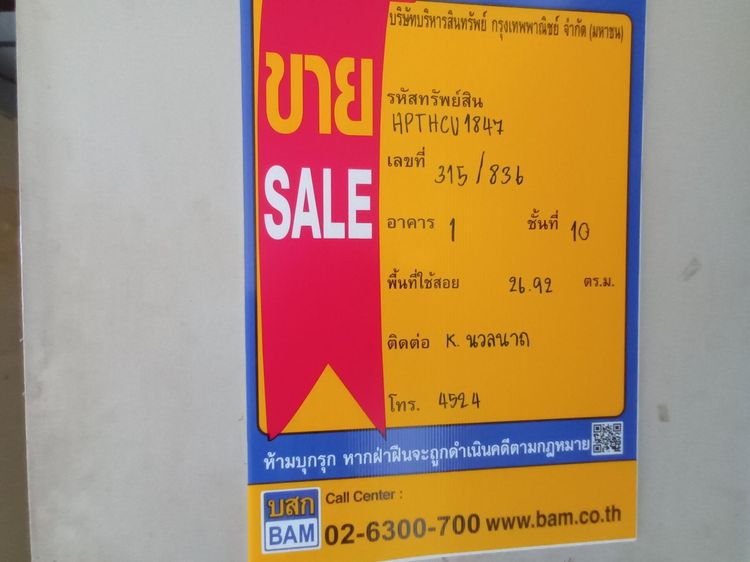 บริษัทบริหารสินทรัพย์ กรุงเทพพาณิชย์ จำกัด (มหาชน)
ขาย
SALE
รหัสทรัพย์สิน
HPTHCU1847
เลขที่ 315/836
อาคาร 1 ชั้นที่ 10
พื้นที่ใช้สอย 26.92 ตร.ม.
ติดต่อ K. นวลนาถ
โทร. 4524
ห้ามบุกรุก หากฝ่าฝืนจะถูกดำเนินคดีตามกฎหมาย
บสก
BAM
Call Center :
02-6300-700 www.bam.co.th